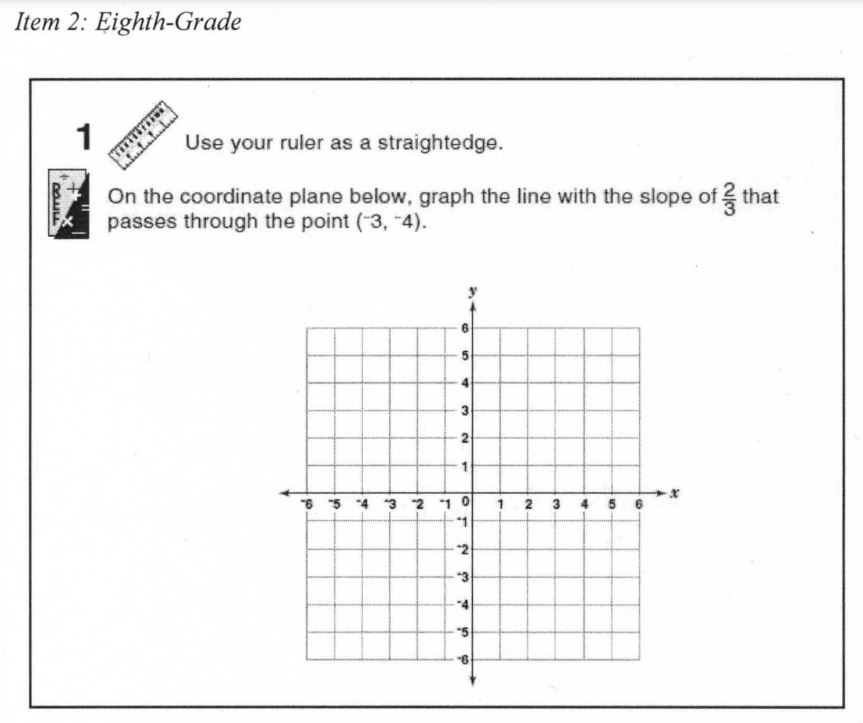 Item 2: Eighth-Grade
1 Use your ruler as a straightedge.
REF
On the coordinate plane below, graph the line with the slope of 2/3 that
passes through the point (⁻3, ⁻4).
y
6
5
4
3
2
1
⁻6 ⁻5 ⁻4 ⁻3 ⁻2 ⁻1 0 1 2 3 4 5 6 x
⁻1
⁻2
⁻3
⁻4
⁻5
⁻6